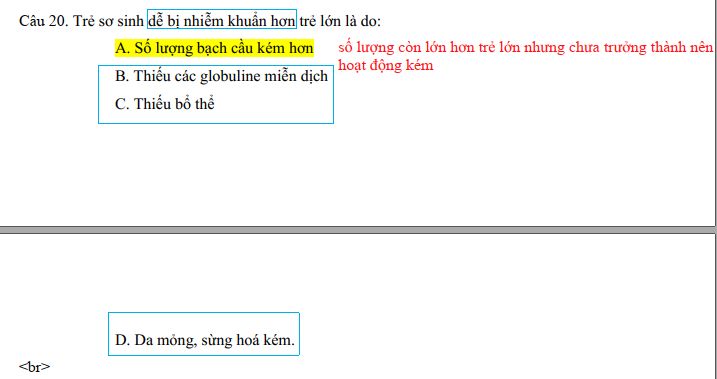 Câu 20. Trẻ sơ sinh dễ bị nhiễm khuẩn hơn trẻ lớn là do:
A. Số lượng bạch cầu kém hơn
số lượng còn lớn hơn trẻ lớn nhưng chưa trưởng thành nên
hoạt động kém
B. Thiếu các globuline miễn dịch
C. Thiếu bổ thể
D. Da mỏng, sừng hoá kém.
<br>